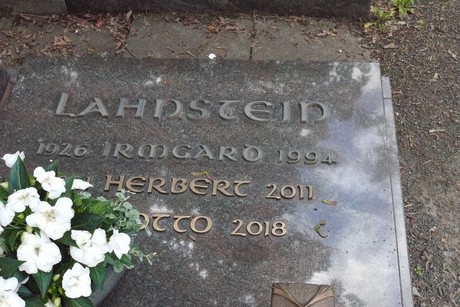 LAHNSTEIN
1926 IRMGARD 1994
HERBERT 2011
OTTO 2018